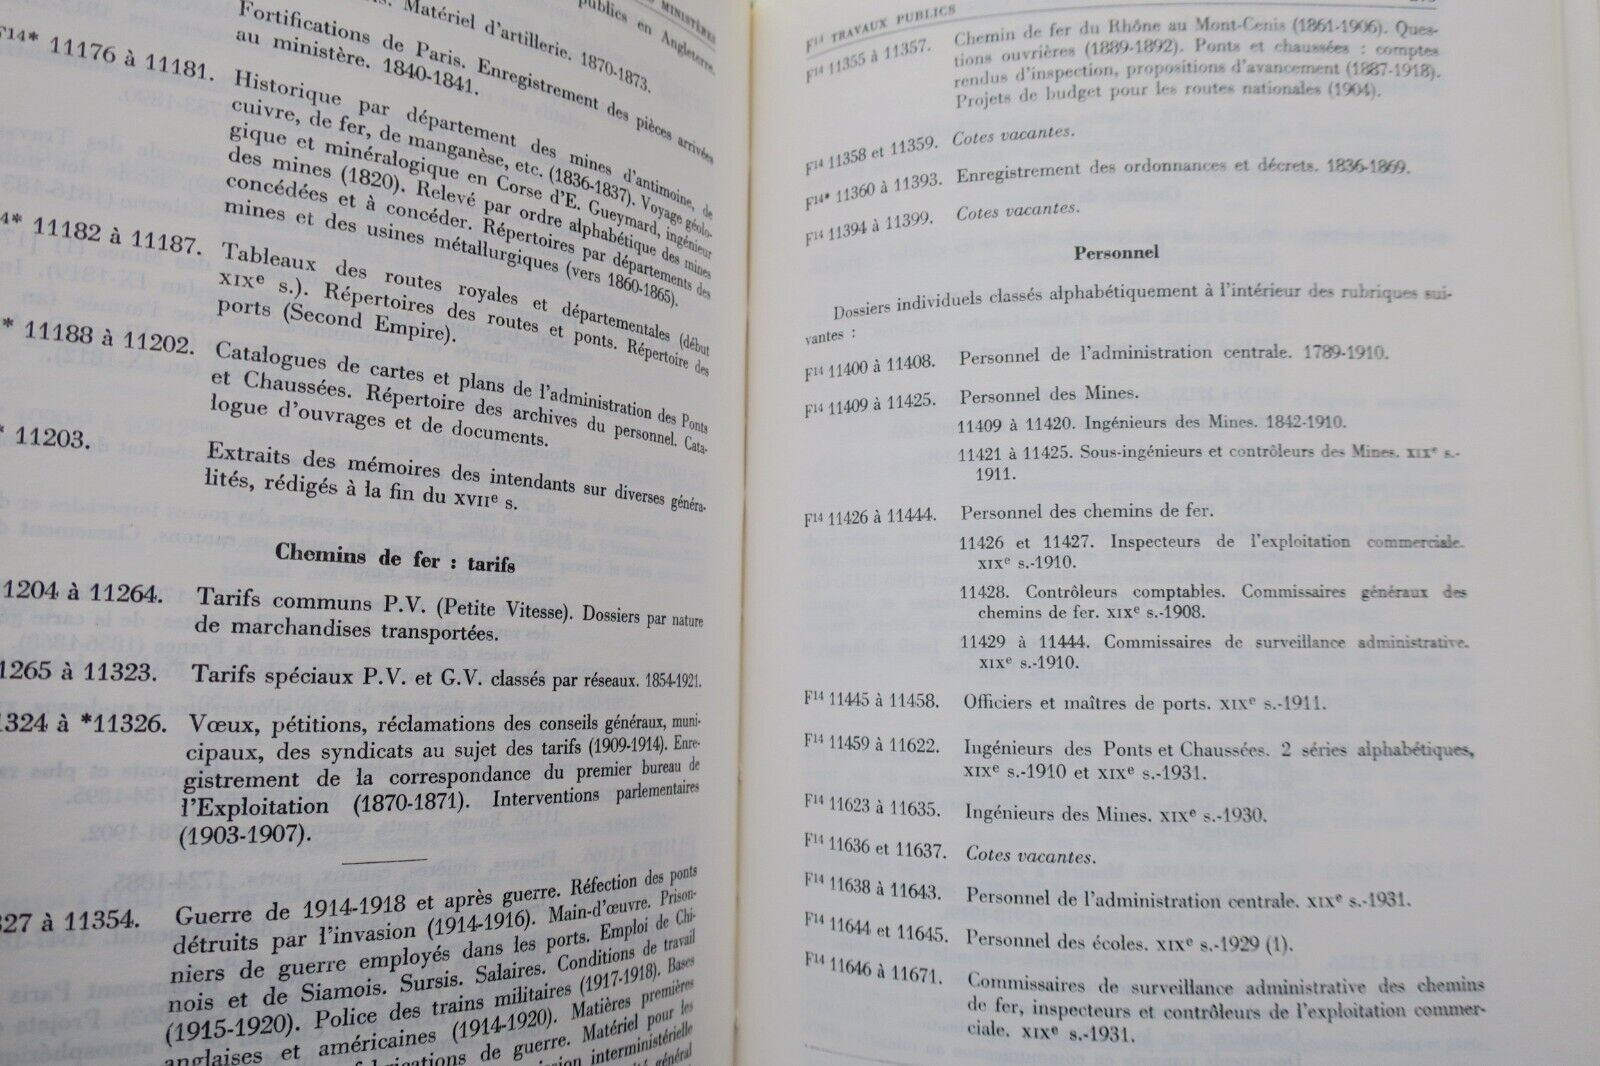 MINISTÈRES
publics en Angleterre.
Matériel d'artillerie. 1870-1873.
Fortifications de Paris. Enregistrement des pièces arrivées
au ministère. 1840-1841.
F14* 11176 à 11181. Historique par département des mines d'antimoine, de
cuivre, de fer, de manganèse, etc. (1836-1837). Voyage géolo-
gique et minéralogique en Corse d'E. Gueymard, ingénieur
des mines (1820). Relevé par ordre alphabétique des mines
concédées et à concéder. Répertoires par départements des
mines et des usines métallurgiques (vers 1860-1865).
4* 11182 à 11187. Tableaux des routes royales et départementales (début
XIXe s.). Répertoires des routes et ponts. Répertoire des
ports (Second Empire).
* 11188 à 11202. Catalogues de cartes et plans de l'administration des Ponts
et Chaussées. Répertoire des archives du personnel. Cata-
logue d'ouvrages et de documents.
* 11203. Extraits des mémoires des intendants sur diverses généra-
lités, rédigés à la fin du XVIIe s.
Chemins de fer : tarifs
1204 à 11264. Tarifs communs P.V. (Petite Vitesse). Dossiers par nature
de marchandises transportées.
1265 à 11323. Tarifs spéciaux P.V. et G.V. classés par réseaux. 1854-1921.
1324 à *11326. Vœux, pétitions, réclamations des conseils généraux, muni-
cipaux, des syndicats au sujet des tarifs (1909-1914). Enre-
gistrement de la correspondance du premier bureau de
l'Exploitation (1870-1871). Interventions parlementaires
(1903-1907).
327 à 11354. Guerre de 1914-1918 et après guerre. Réfection des ponts
détruits par l'invasion (1914-1916). Main-d'œuvre. Prison-
niers de guerre employés dans les ports. Emploi de Chi-
nois et de Siamois. Sursis. Salaires. Conditions de travail
(1915-1920). Police des trains militaires (1917-1918). Bases
anglaises et américaines (1914-1920). Matières premières
de guerre. Matériel pour les
interministérielle
général
F14 TRAVAUX PUBLICS
F14 11355 à 11357. Chemin de fer du Rhône au Mont-Cenis (1861-1906). Ques-
tions ouvrières (1889-1892). Ponts et chaussées : comptes
rendus d'inspection, propositions d'avancement (1887-1918).
Projets de budget pour les routes nationales (1904).
F14 11358 et 11359. Cotes vacantes.
F14* 11360 à 11393. Enregistrement des ordonnances et décrets. 1836-1869.
F14 11394 à 11399. Cotes vacantes.
Personnel
Dossiers individuels classés alphabétiquement à l'intérieur des rubriques sui-
vantes :
F14 11400 à 11408. Personnel de l'administration centrale. 1789-1910.
F14 11409 à 11425. Personnel des Mines.
11409 à 11420. Ingénieurs des Mines. 1842-1910.
11421 à 11425. Sous-ingénieurs et contrôleurs des Mines. XIXe s.-
1911.
F14 11426 à 11444. Personnel des chemins de fer.
11426 et 11427. Inspecteurs de l'exploitation commerciale.
XIXe s.-1910.
11428. Contrôleurs comptables. Commissaires généraux des
chemins de fer. XIXe s.-1908.
11429 à 11444. Commissaires de surveillance administrative.
XIXe s.-1910.
F14 11445 à 11458. Officiers et maîtres de ports. XIXe s.-1911.
F14 11459 à 11622. Ingénieurs des Ponts et Chaussées. 2 séries alphabétiques,
XIXe s.-1910 et XIXe s.-1931.
F14 11623 à 11635. Ingénieurs des Mines. XIXe s.-1930.
F14 11636 et 11637. Cotes vacantes.
F14 11638 à 11643. Personnel de l'administration centrale. XIXe s.-1931.
F14 11644 et 11645. Personnel des écoles. XIXe s.-1929 (1).
F14 11646 à 11671. Commissaires de surveillance administrative des chemins
de fer, inspecteurs et contrôleurs de l'exploitation commer-
ciale. XIXe s.-1931.